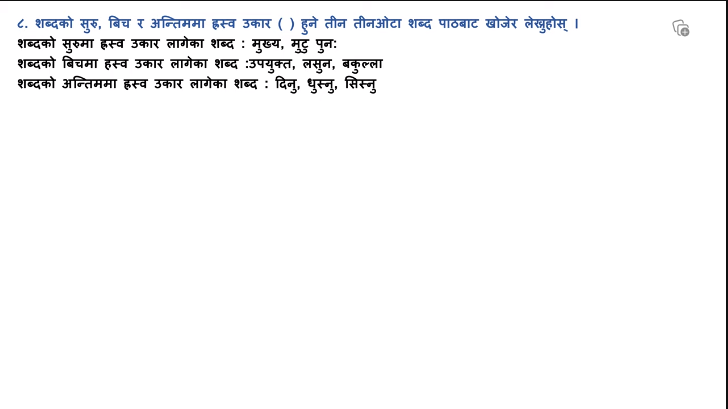 ८. शब्दको सुरु, बिच र अन्तिममा ह्रस्व उकार ( ) हुने तीन तीनओटा शब्द पाठबाट खोजेर लेख्नुहोस् ।
शब्दको सुरुमा ह्रस्व उकार लागेका शब्द : मुख्य, मुटु पुन:
शब्दको बिचमा हस्व उकार लागेका शब्द :उपयुक्त, लसुन, बकुल्ला
शब्दको अन्तिममा ह्रस्व उकार लागेका शब्द : दिनु, धुस्नु, सिस्नु